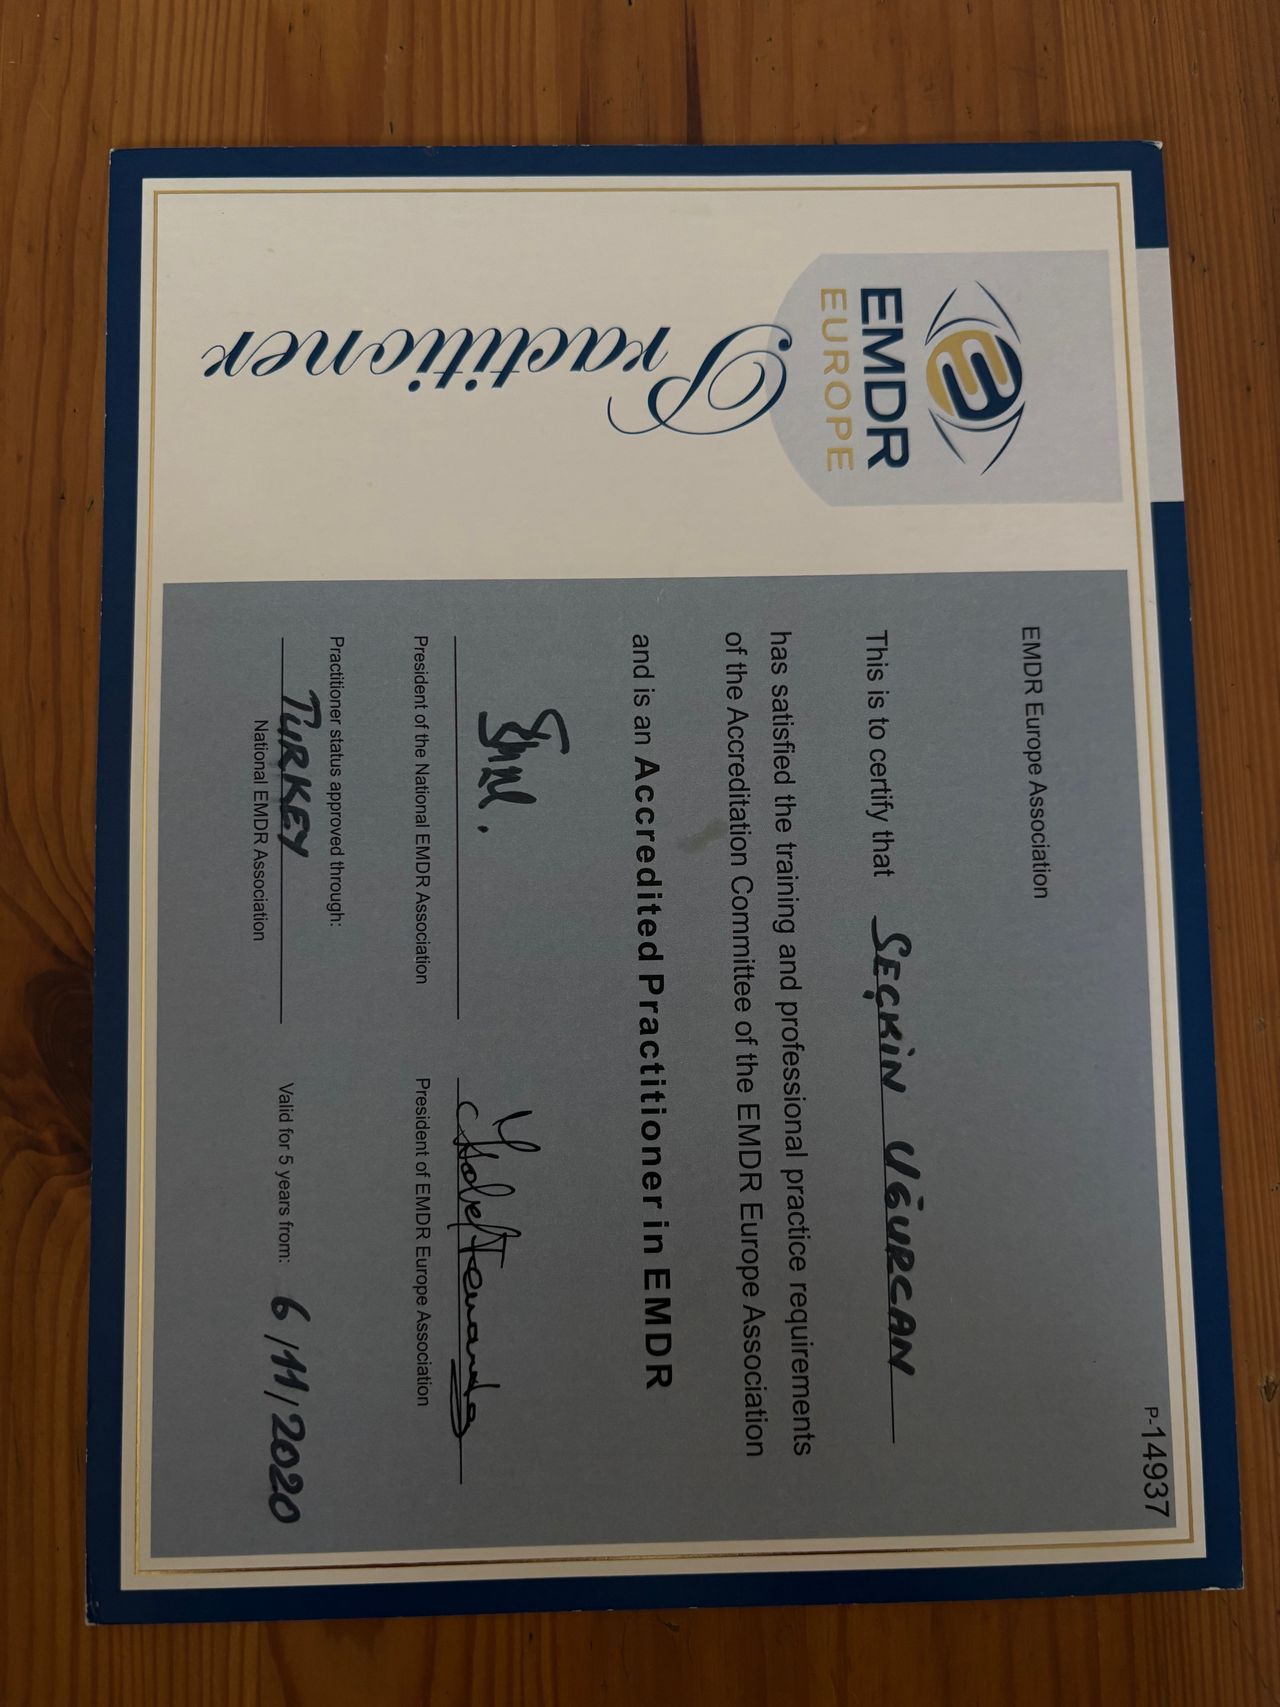 P-14937
EMDR
EUROPE
Practitioner
EMDR Europe Association
This is to certify that SEÇKİN UĞURCAN
has satisfied the training and professional practice requirements
of the Accreditation Committee of the EMDR Europe Association
and is an Accredited Practitioner in EMDR
President of the National EMDR Association
President of EMDR Europe Association
Practitioner status approved through:
TURKEY
National EMDR Association
Valid for 5 years from: 6/11/2020